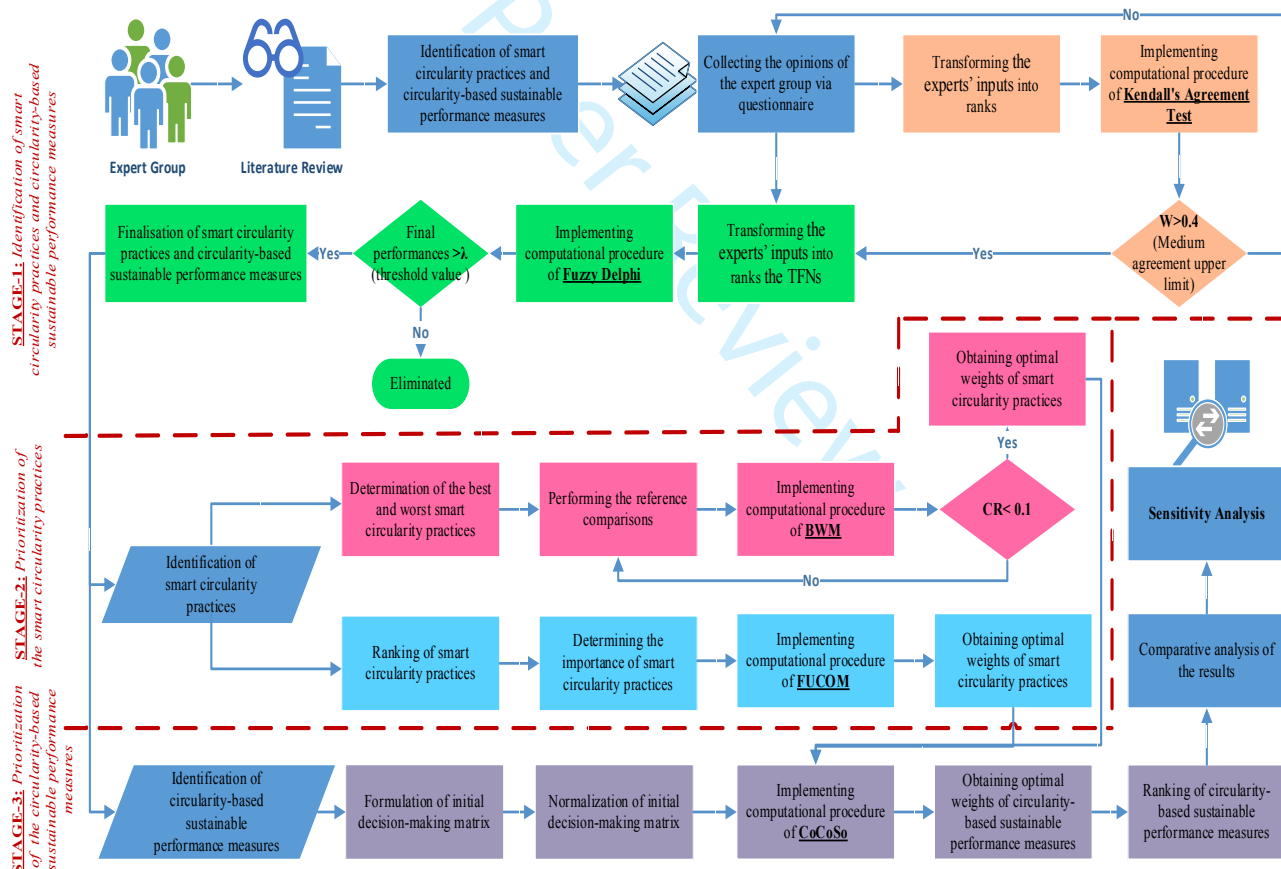 No
Identification of smart
circularity practices and
circularity-based sustainable
performance measures
Collecting the opinions of
the expert group via
questionnaire
Transforming the
experts' inputs into
ranks
Implementing
computational procedure
of Kendall's Agreement
Test
Expert Group
Literature Review
STAGE-1: Identification of smart
circularity practices and circularity-based
sustainable performance measures
Finalisation of smart circularity
practices and circularity-based
sustainable performance measures
Yes
Final
performances >λ
(threshold value )
Implementing
computational procedure
of Fuzzy Delphi
Transforming the
experts' inputs into
ranks the TFNs
Yes
W>0.4
(Medium
agreement upper
limit)
No
Eliminated
Obtaining optimal
weights of smart
circularity practices
Yes
STAGE-2: Prioritization of
the smart circularity practices
Determination of the best
and worst smart
circularity practices
Performing the reference
comparisons
Implementing
computational procedure
of BWM
CR< 0.1
No
Sensitivity Analysis
Identification of
smart circularity
practices
Ranking of smart
circularity practices
Determining the
importance of smart
circularity practices
Implementing
computational procedure
of FUCOM
Obtaining optimal
weights of smart
circularity practices
Comparative analysis of
the results
STAGE-3: Prioritization
of the circularity-based
sustainable performance
measures
Identification of
circularity-based
sustainable
performance measures
Formulation of initial
decision-making matrix
Normalization of initial
decision-making matrix
Implementing
computational procedure
of CoCoSo
Obtaining optimal
weights of circularity-
based sustainable
performance measures
Ranking of circularity-
based sustainable
performance measures
er Review